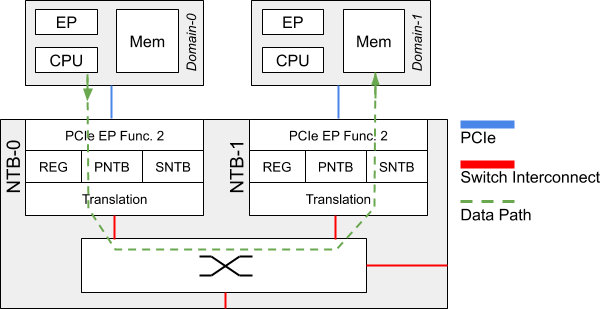 EP
CPU
Mem
Domain-0
EP
CPU
Mem
Domain-1
NTB-0
PCIe EP Func. 2
REG
PNTB
SNTB
Translation
NTB-1
PCIe EP Func. 2
REG
PNTB
SNTB
Translation
PCIe
Switch Interconnect
Data Path